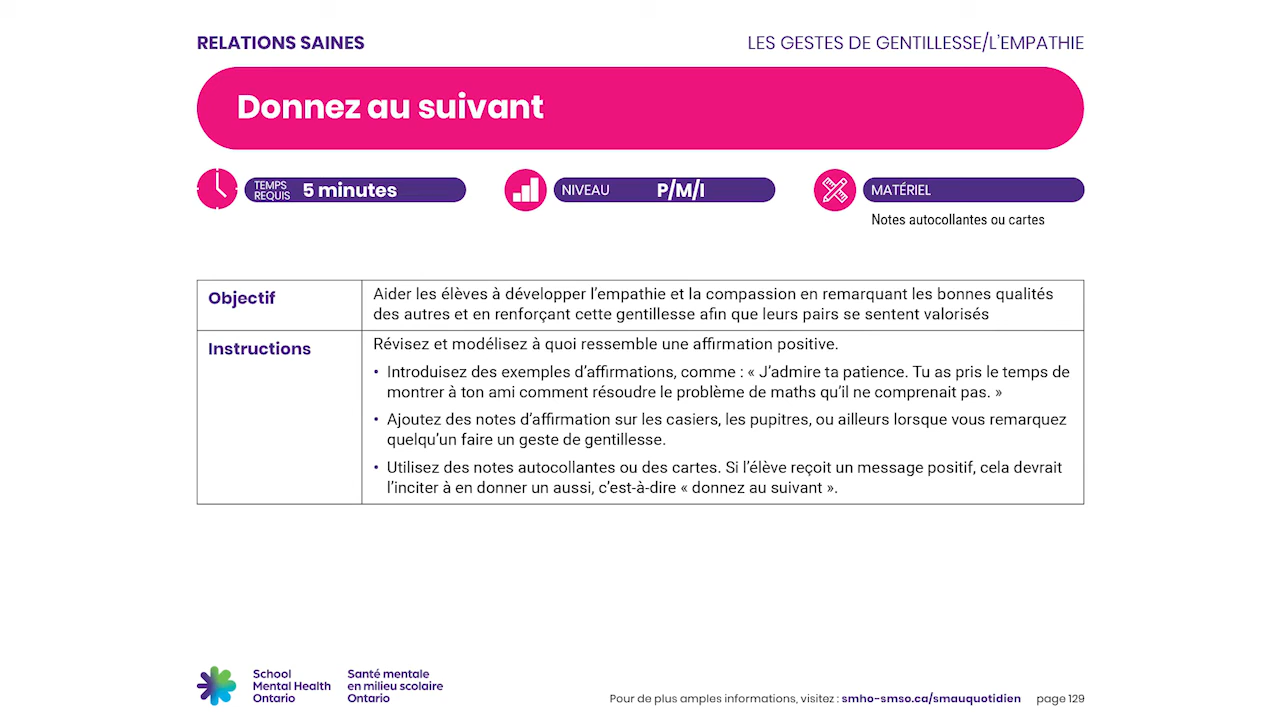 RELATIONS SAINES
LES GESTES DE GENTILLESSE/L’EMPATHIE
Donnez au suivant
TEMPS
REQUIS
5 minutes
NIVEAU
P/M/I
MATÉRIEL
Notes autocollantes ou cartes
Objectif
Aider les élèves à développer l’empathie et la compassion en remarquant les bonnes qualités
des autres et en renforçant cette gentillesse afin que leurs pairs se sentent valorisés
Instructions
Révisez et modélisez à quoi ressemble une affirmation positive.
• Introduisez des exemples d’affirmations, comme : « J’admire ta patience. Tu as pris le temps de
montrer à ton ami comment résoudre le problème de maths qu’il ne comprenait pas. »
• Ajoutez des notes d’affirmation sur les casiers, les pupitres, ou ailleurs lorsque vous remarquez
quelqu’un faire un geste de gentillesse.
• Utilisez des notes autocollantes ou des cartes. Si l’élève reçoit un message positif, cela devrait
l’inciter à en donner un aussi, c’est-à-dire « donnez au suivant ».
School
Mental Health
Ontario
Santé mentale
en milieu scolaire
Ontario
Pour de plus amples informations, visitez : smho-smso.ca/smauquotidien page 129